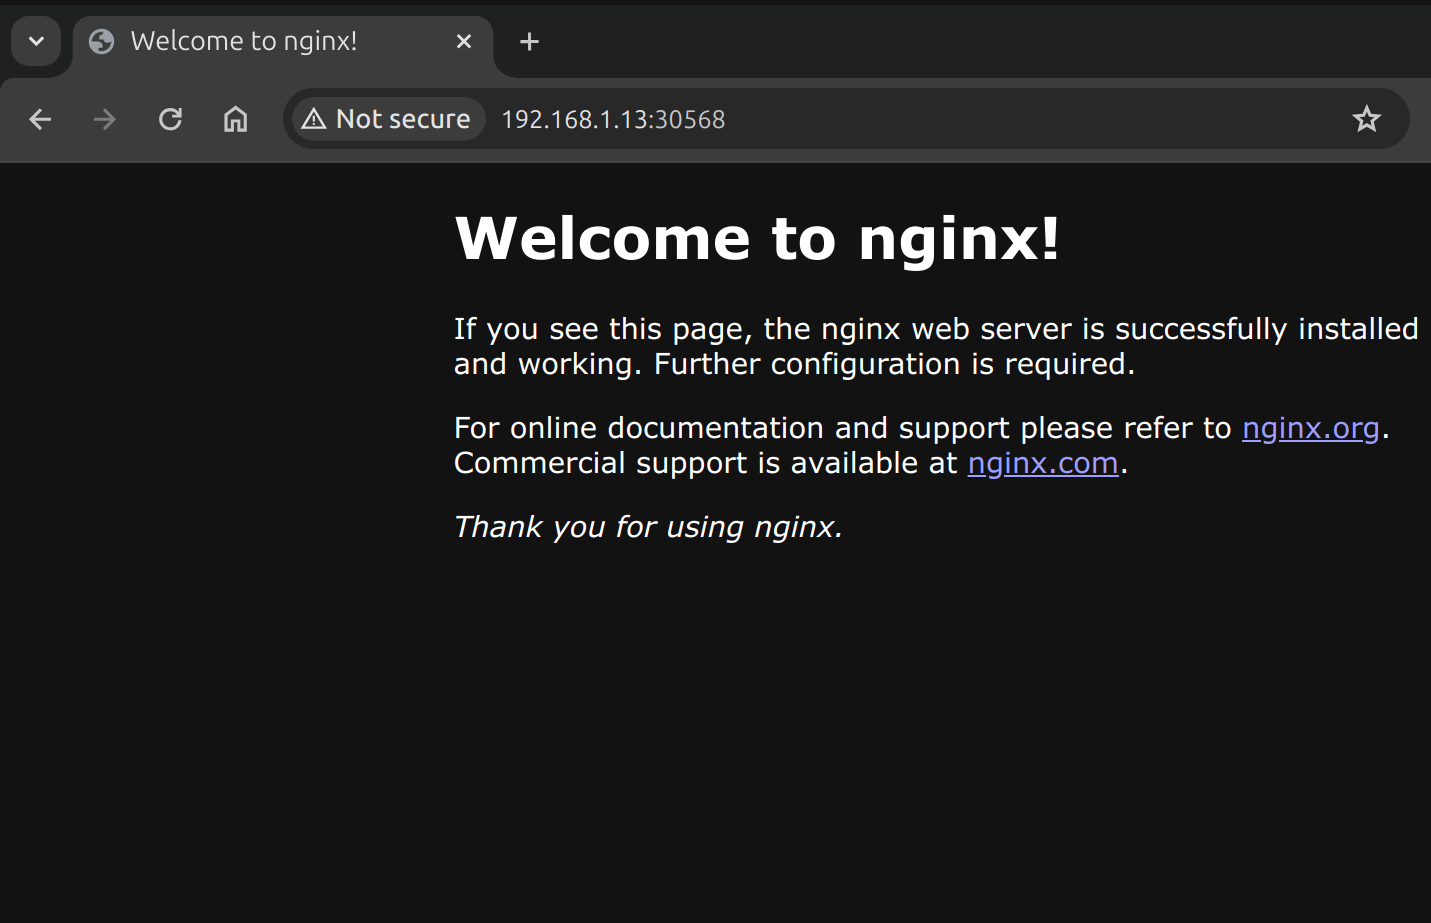 Welcome to nginx!
Not secure 192.168.1.13:30568
Welcome to nginx!
If you see this page, the nginx web server is successfully installed
and working. Further configuration is required.
For online documentation and support please refer to nginx.org.
Commercial support is available at nginx.com.
Thank you for using nginx.